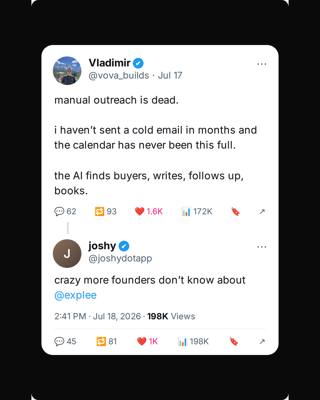 Vladimir
@vova_builds · Jul 17
manual outreach is dead.
i haven't sent a cold email in months and
the calendar has never been this full.
the AI finds buyers, writes, follows up,
books.
62 93 1.6K 172K
J
joshy
@joshydotapp
crazy more founders don't know about
@explee
2:41 PM · Jul 18, 2026 · 198K Views
45 81 1K 198K